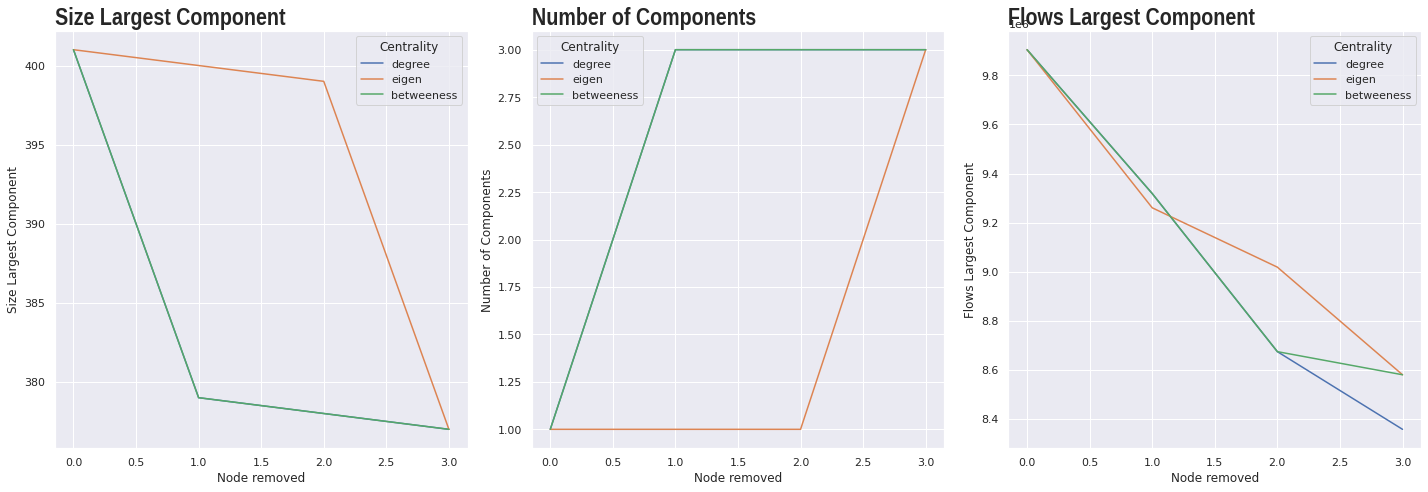 Size Largest Component
Size Largest Component
400
395
390
385
380
Centrality
degree
eigen
betweeness
0.0 0.5 1.0 1.5 2.0 2.5 3.0
Node removed
Number of Components
Number of Components
3.00
2.75
2.50
2.25
2.00
1.75
1.50
1.25
1.00
Centrality
degree
eigen
betweeness
0.0 0.5 1.0 1.5 2.0 2.5 3.0
Node removed
Flows Largest Component
1e6
Flows Largest Component
9.8
9.6
9.4
9.2
9.0
8.8
8.6
8.4
Centrality
degree
eigen
betweeness
0.0 0.5 1.0 1.5 2.0 2.5 3.0
Node removed